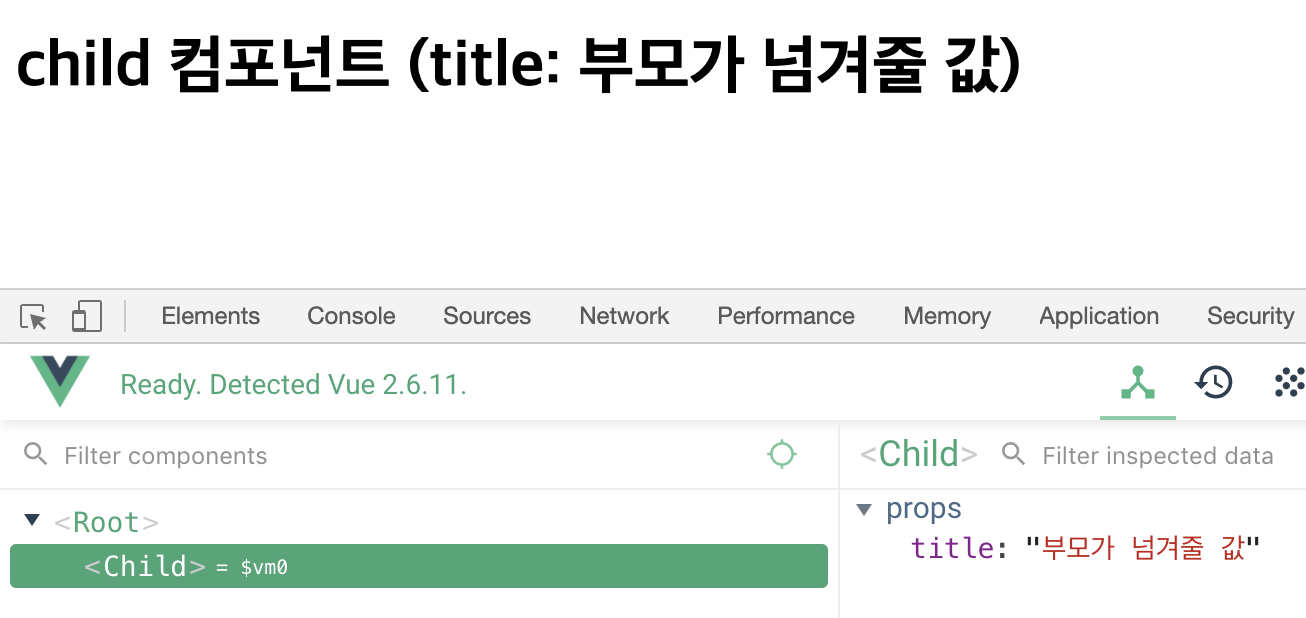 child 컴포넌트 (title: 부모가 넘겨줄 값)
Elements Console Sources Network Performance Memory Application Security
Ready. Detected Vue 2.6.11.
Filter components
<Child> Filter inspected data
<Root>
<Child> = $vm0
props
title: "부모가 넘겨줄 값"